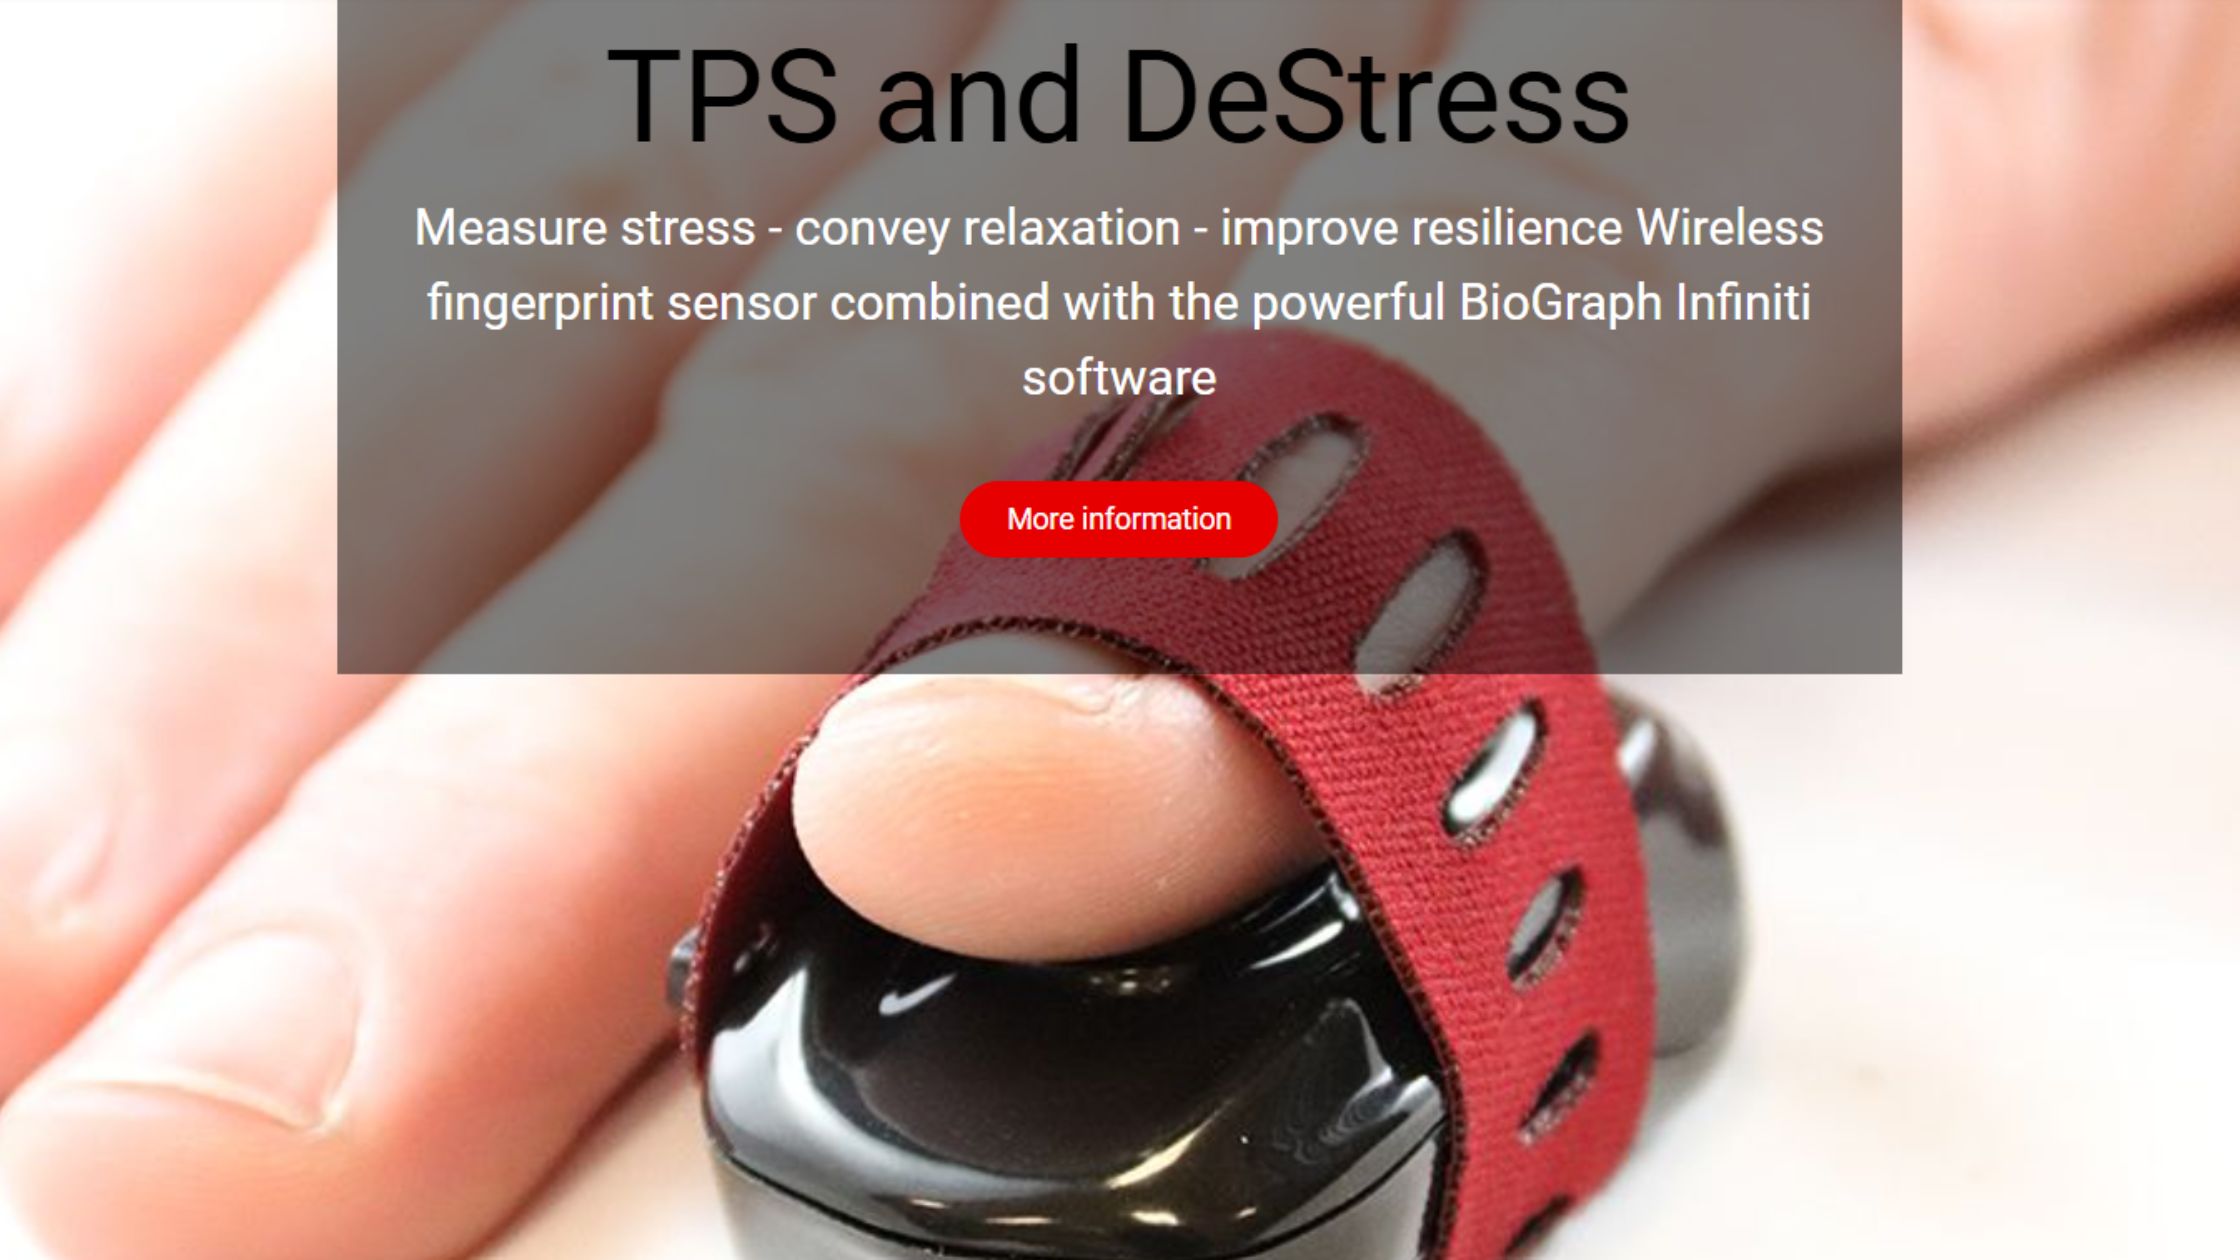 TPS and DeStress
Measure stress - convey relaxation - improve resilience Wireless
fingerprint sensor combined with the powerful BioGraph Infiniti
software
More information